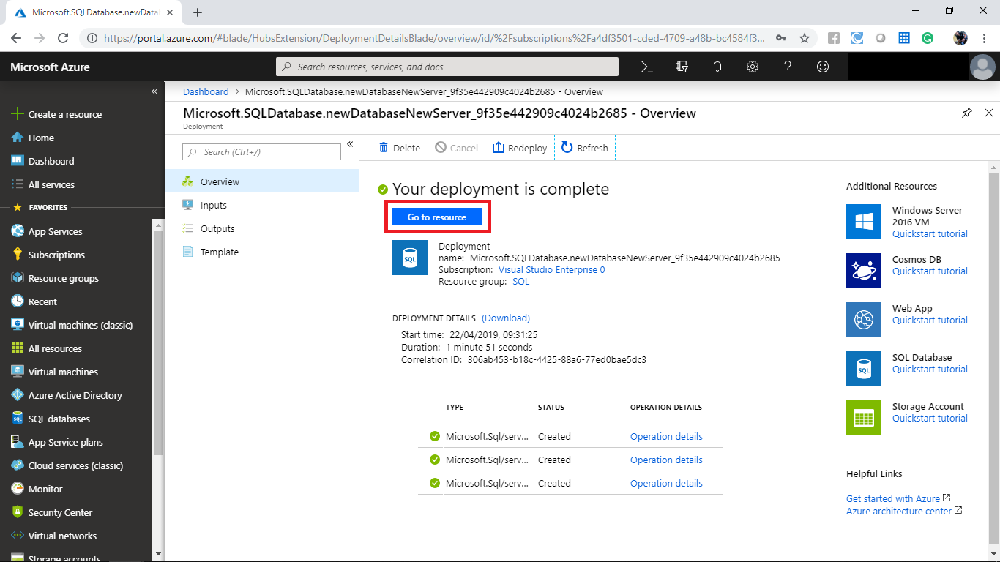 Microsoft.SQLDatabase.newData
https://portal.azure.com/#blade/HubsExtension/DeploymentDetailsBlade/overview/id/%2Fsubscriptions%2Fa4df3501-cded-4709-a48b-bc4584f3...
Microsoft Azure
Search resources, services, and docs
Create a resource
Home
Dashboard
All services
FAVORITES
App Services
Subscriptions
Resource groups
Recent
Virtual machines (classic)
All resources
Virtual machines
Azure Active Directory
SQL databases
App Service plans
Cloud services (classic)
Monitor
Security Center
Virtual networks
Storage accounts
Dashboard > Microsoft.SQLDatabase.newDatabaseNewServer_9f35e442909c4024b2685 - Overview
Microsoft.SQLDatabase.newDatabaseNewServer_9f35e442909c4024b2685 - Overview
Deployment
Search (Ctrl+/)
Overview
Inputs
Outputs
Template
Delete
Cancel
Redeploy
Refresh
Your deployment is complete
Go to resource
SQL
Deployment
name: Microsoft.SQLDatabase.newDatabaseNewServer_9f35e442909c4024b2685
Subscription: Visual Studio Enterprise 0
Resource group: SQL
DEPLOYMENT DETAILS (Download)
Start time: 22/04/2019, 09:31:25
Duration: 1 minute 51 seconds
Correlation ID: 306ab453-b18c-4425-88a6-77ed0bae5dc3
TYPE STATUS OPERATION DETAILS
Microsoft.Sql/serv... Created Operation details
Microsoft.Sql/serv... Created Operation details
Microsoft.Sql/serv... Created Operation details
Additional Resources
Windows Server
2016 VM
Quickstart tutorial
Cosmos DB
Quickstart tutorial
Web App
Quickstart tutorial
SQL
SQL Database
Quickstart tutorial
Storage Account
Quickstart tutorial
Helpful Links
Get started with Azure
Azure architecture center